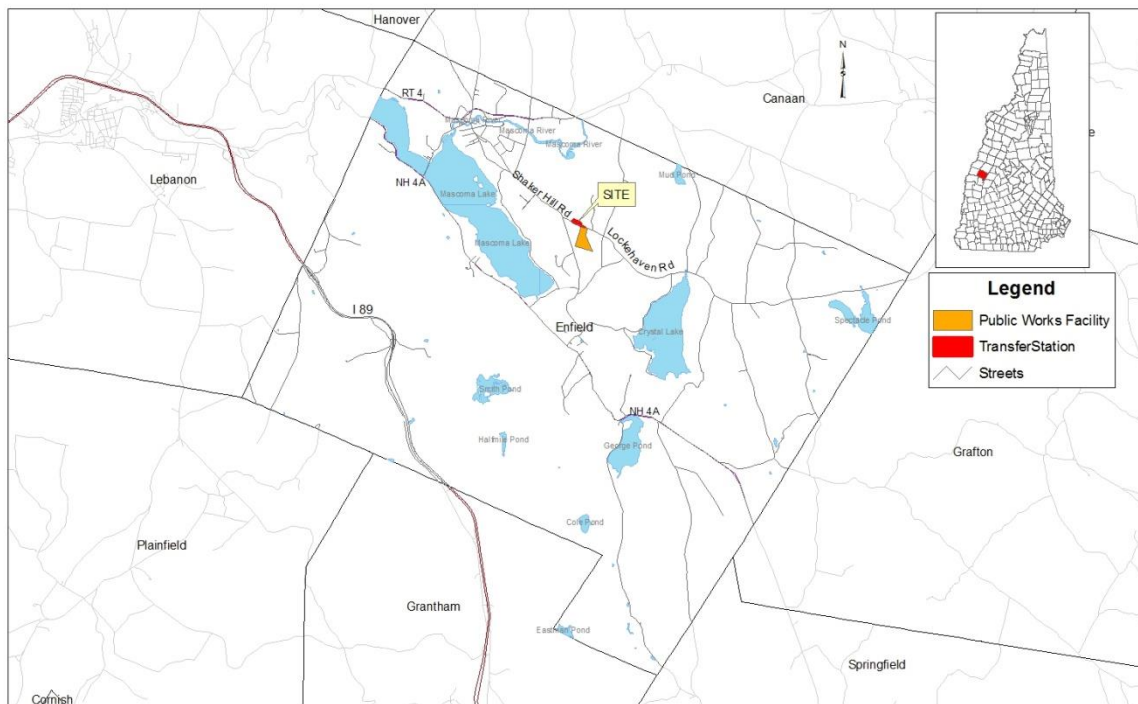 Hanover
N
S
RT 4
Canaan
e
Mascoma River
Mascoma River
Mascoma River
Lebanon
Mud Pond
NH 4A
Mascoma Lake
Shaker Hill Rd
SITE
Mascoma Lake
Lockehaven Rd
Legend
Public Works Facility
TransferStation
Streets
I 89
Enfield
Crystal Lake
Spectacle Pond
Smith Pond
NH 4A
Halfmile Pond
George Pond
Grafton
Cole Pond
Plainfield
Grantham
Eastman Pond
Springfield
Cornish